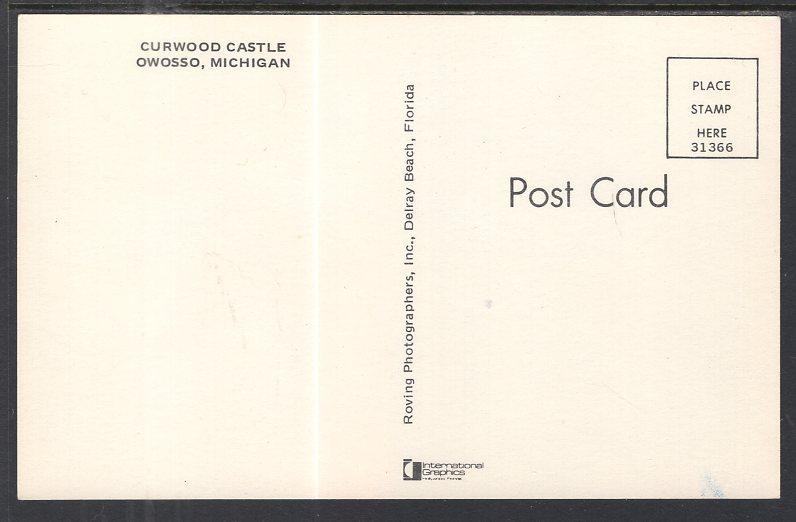 CURWOOD CASTLE
OWOSSO, MICHIGAN
Roving Photographers, Inc., Delray Beach, Florida
International
Graphics
PLACE
STAMP
HERE
31366
Post Card